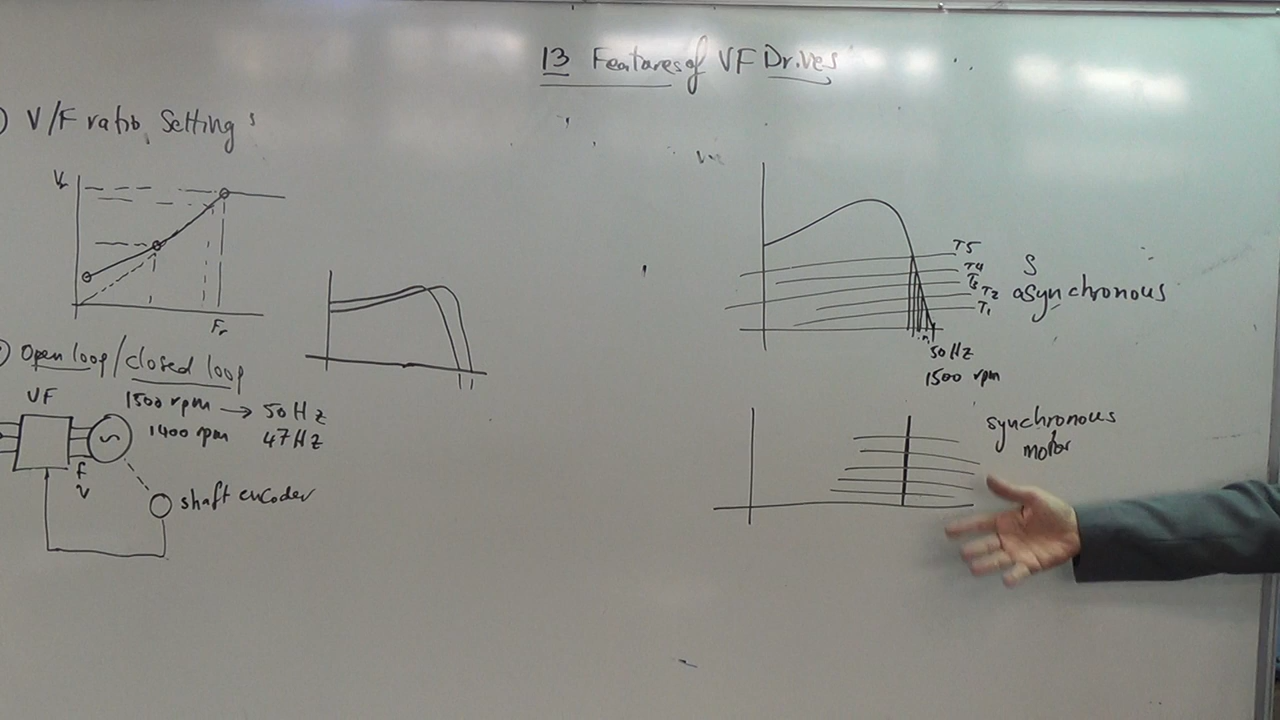 13 Features of VF Drives
) V/F ratio Settings
Vr
Fr
) Open loop/closed loop
VF
1500 rpm → 50 Hz
1400 rpm 47 Hz
f
v
shaft encoder
T5
T4
T3
T2
T1
S
asynchronous
50 Hz
1500 rpm
synchronous
motor